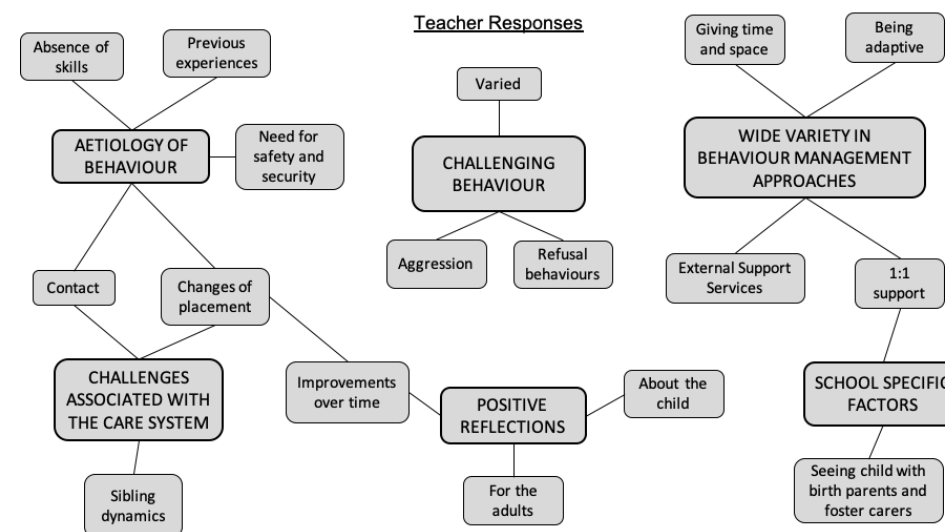 Teacher Responses
Absence of
skills
Previous
experiences
AETIOLOGY OF
BEHAVIOUR
Need for
safety and
security
Contact
Changes of
placement
CHALLENGES
ASSOCIATED WITH
THE CARE SYSTEM
Sibling
dynamics
Varied
CHALLENGING
BEHAVIOUR
Aggression
Refusal
behaviours
Improvements
over time
POSITIVE
REFLECTIONS
About the
child
For the
adults
Giving time
and space
Being
adaptive
WIDE VARIETY IN
BEHAVIOUR MANAGEMENT
APPROACHES
External Support
Services
1:1
support
SCHOOL SPECIFIC
FACTORS
Seeing child with
birth parents and
foster carers